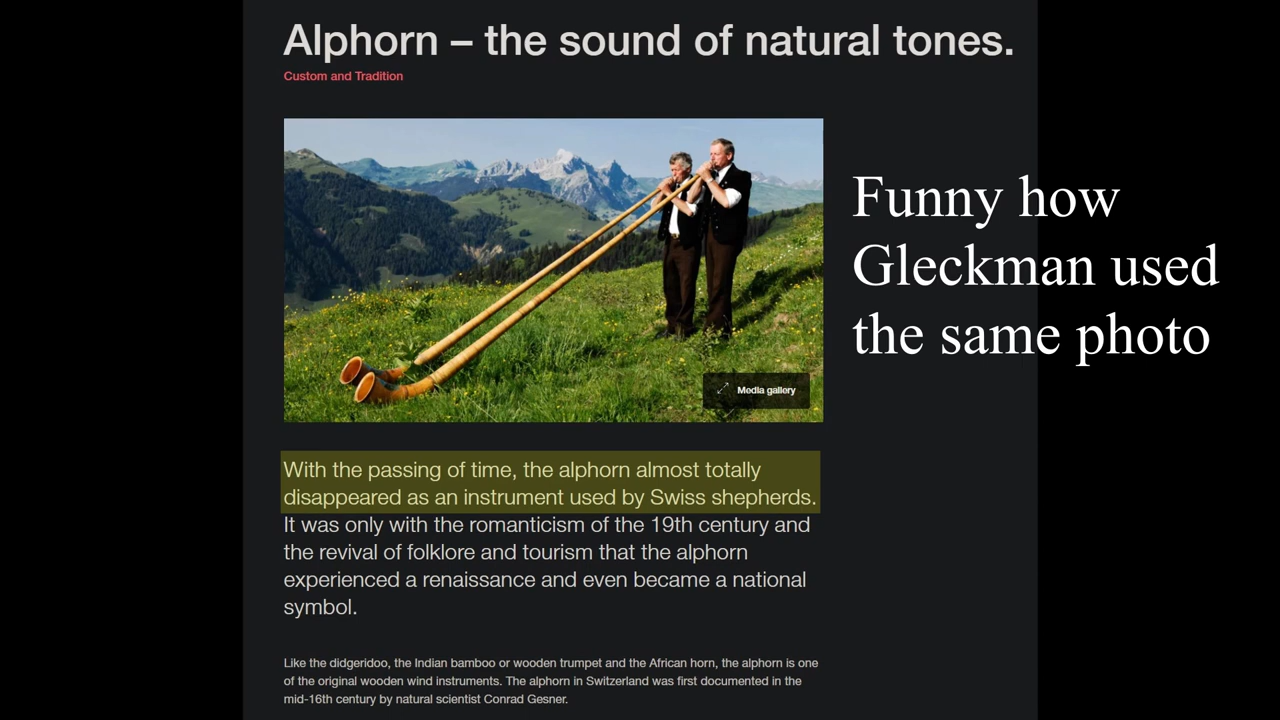 Alphorn – the sound of natural tones.
Custom and Tradition
Funny how
Gleckman used
the same photo
Media gallery
With the passing of time, the alphorn almost totally
disappeared as an instrument used by Swiss shepherds.
It was only with the romanticism of the 19th century and
the revival of folklore and tourism that the alphorn
experienced a renaissance and even became a national
symbol.
Like the didgeridoo, the Indian bamboo or wooden trumpet and the African horn, the alphorn is one
of the original wooden wind instruments. The alphorn in Switzerland was first documented in the
mid-16th century by natural scientist Conrad Gesner.